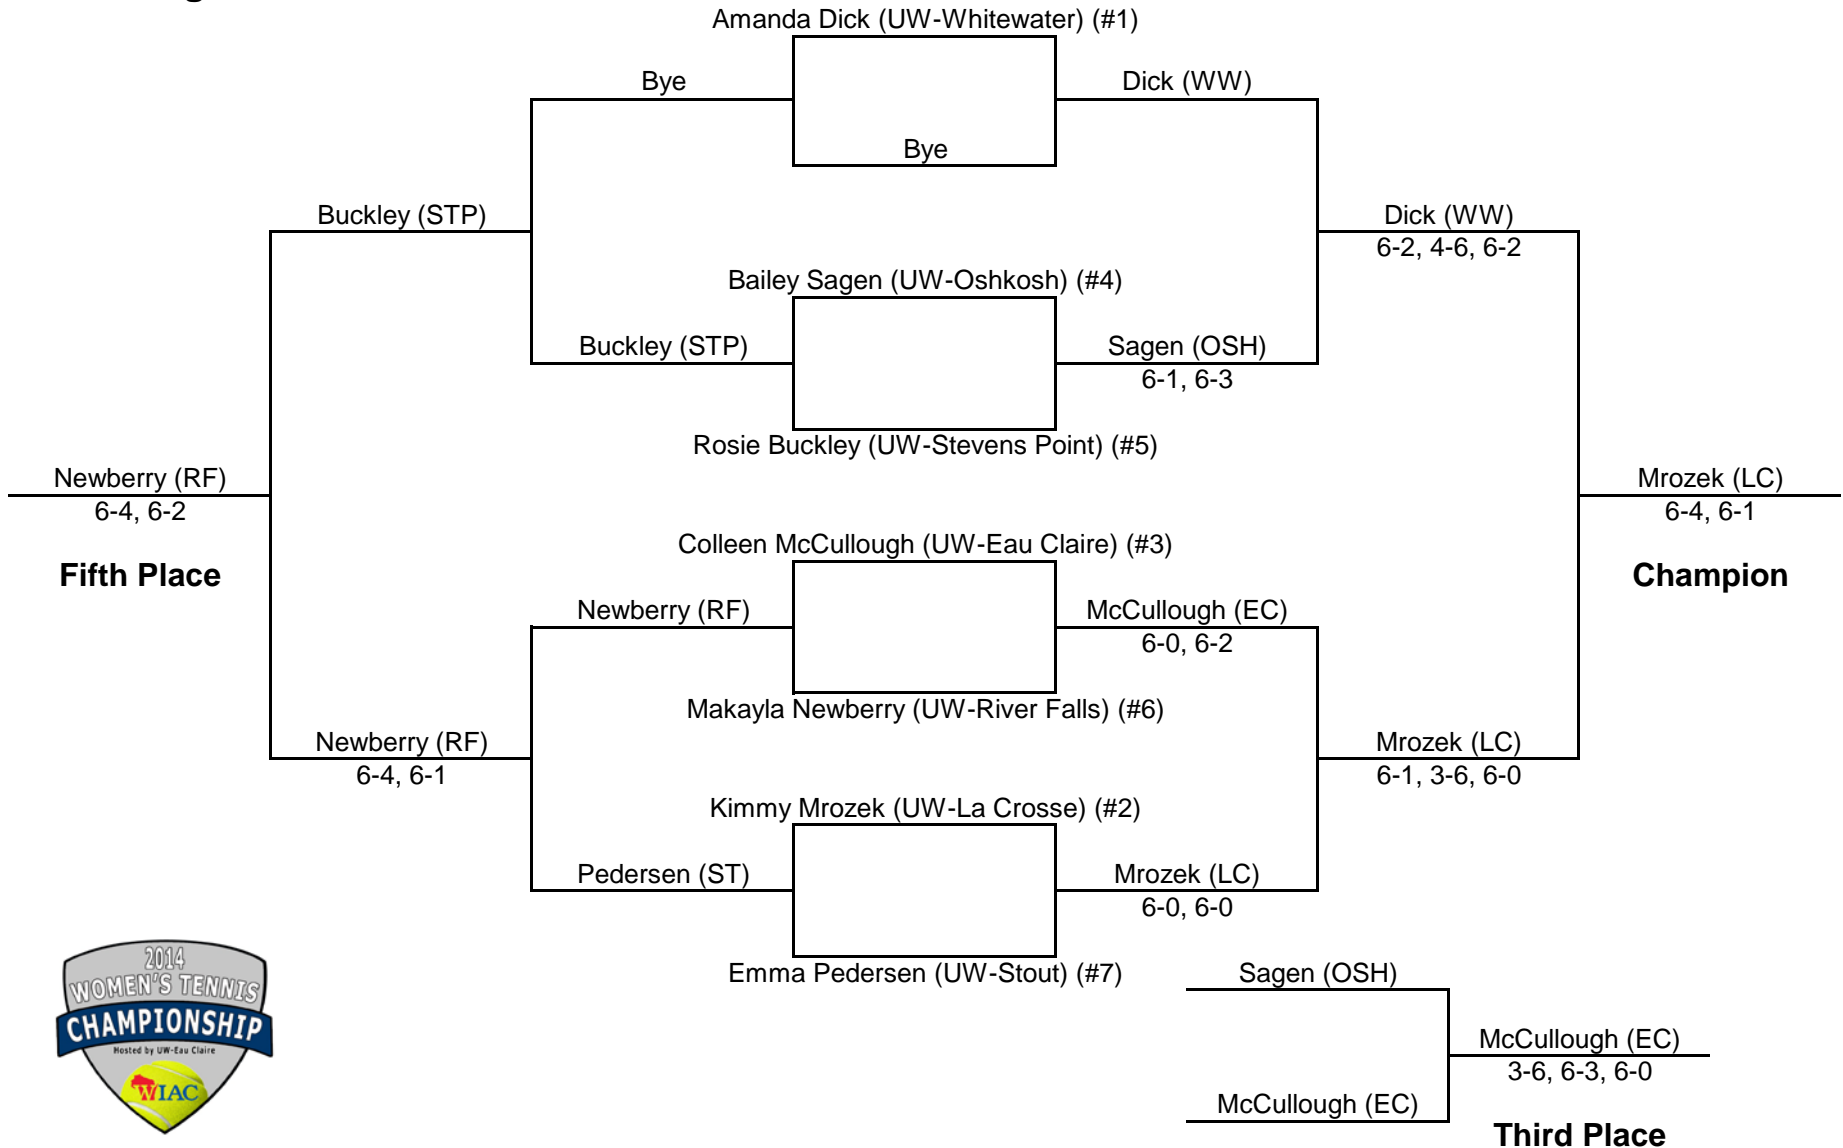 Amanda Dick (UW-Whitewater) (#1)
Bye
Dick (WW)
Bye
Buckley (STP)
Dick (WW)
6-2, 4-6, 6-2
Bailey Sagen (UW-Oshkosh) (#4)
Buckley (STP)
Sagen (OSH)
6-1, 6-3
Rosie Buckley (UW-Stevens Point) (#5)
Newberry (RF)
6-4, 6-2
Mrozek (LC)
6-4, 6-1
Colleen McCullough (UW-Eau Claire) (#3)
Fifth Place
Champion
Newberry (RF)
McCullough (EC)
6-0, 6-2
Makayla Newberry (UW-River Falls) (#6)
Newberry (RF)
6-4, 6-1
Mrozek (LC)
6-1, 3-6, 6-0
Kimmy Mrozek (UW-La Crosse) (#2)
Pedersen (ST)
Mrozek (LC)
6-0, 6-0
Emma Pedersen (UW-Stout) (#7)
Sagen (OSH)
McCullough (EC)
3-6, 6-3, 6-0
McCullough (EC)
Third Place
2014
WOMEN'S TENNIS
CHAMPIONSHIP
Hosted by UW-Eau Claire
WIAC